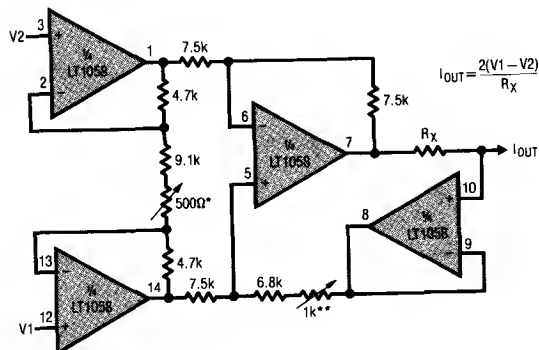 V2
3
+
2
−
¼
LT1058
1
7.5k
4.7k
9.1k
500Ω*
4.7k
13
−
12
+
V1
¼
LT1058
14
7.5k
6
−
5
+
¼
LT1058
7
7.5k
6.8k
1k**
RX
IOUT
10
+
9
−
8
¼
LT1058
IOUT = 2(V1 − V2) / RX